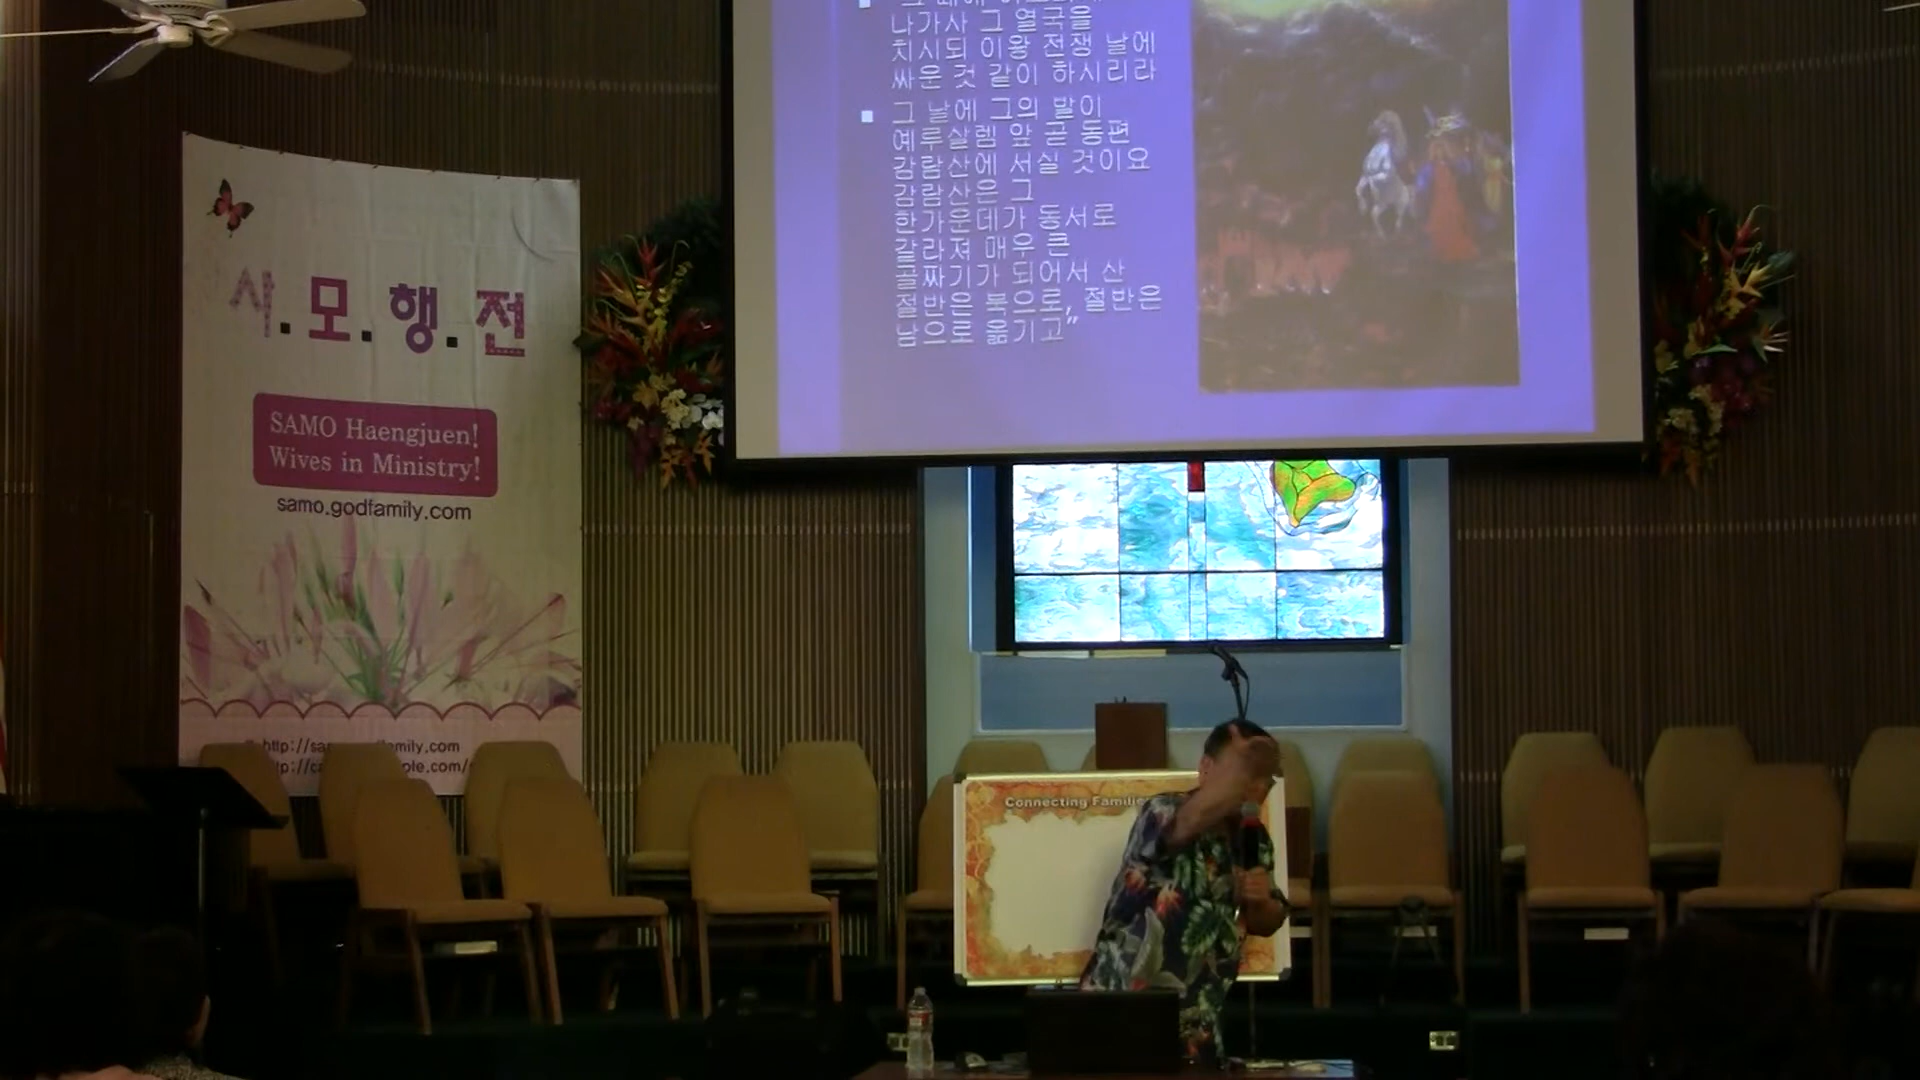 나가사 그 열국을
치시되 이왕 전쟁 날에
싸운 것 같이 하시리라
그 날에 그의 발이
예루살렘 앞 곧 동편
감람산에 서실 것이요
감람산은 그
한가운데가 동서로
갈라져 매우 큰
골짜기가 되어서 산
절반은 북으로, 절반은
남으로 옮기고"
사.모.행.전
SAMO Haengjuen!
Wives in Ministry!
samo.godfamily.com
Connecting